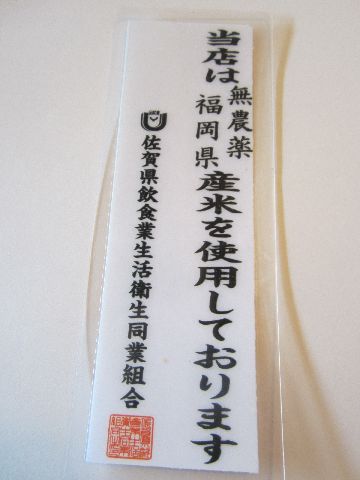 当店は無農薬福岡県産米を使用しております
佐賀県飲食業生活衛生同業組合